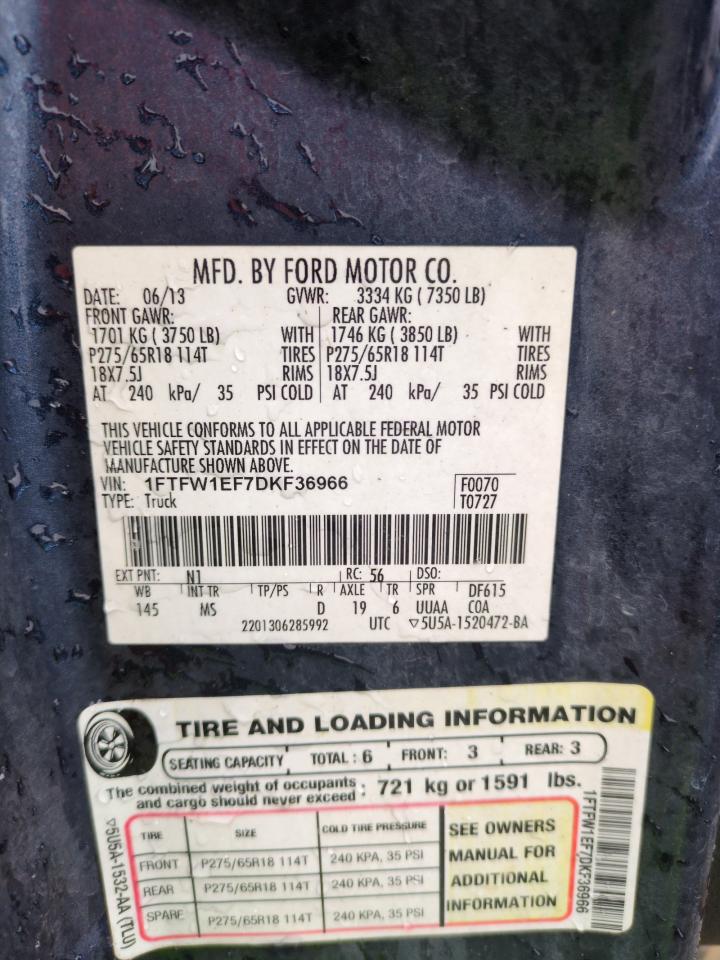 MFD. BY FORD MOTOR CO.
DATE: 06/13 GVWR: 3334 KG ( 7350 LB)
FRONT GAWR: REAR GAWR:
1701 KG ( 3750 LB) WITH 1746 KG ( 3850 LB) WITH
P275/65R18 114T TIRES P275/65R18 114T TIRES
18X7.5J RIMS 18X7.5J RIMS
AT 240 kPa/ 35 PSI COLD AT 240 kPa/ 35 PSI COLD
THIS VEHICLE CONFORMS TO ALL APPLICABLE FEDERAL MOTOR
VEHICLE SAFETY STANDARDS IN EFFECT ON THE DATE OF
MANUFACTURE SHOWN ABOVE.
VIN: 1FTFW1EF7DKF36966 F0070
TYPE: Truck T0727
EXT PNT: N1 RC: 56 DSO:
WB INT TR TP/PS R AXLE TR SPR DF615
145 MS D 19 6 UUAA COA
2201306285992 UTC ▽5U5A-1520472-BA
TIRE AND LOADING INFORMATION
SEATING CAPACITY TOTAL : 6 FRONT: 3 REAR: 3
The combined weight of occupants : 721 kg or 1591 lbs.
and cargo should never exceed
TIRE SIZE COLD TIRE PRESSURE
FRONT P275/65R18 114T 240 KPA, 35 PSI
REAR P275/65R18 114T 240 KPA, 35 PSI
SPARE P275/65R18 114T 240 KPA, 35 PSI
SEE OWNERS
MANUAL FOR
ADDITIONAL
INFORMATION
▽5U5A-1532-AA (TLU)
1FTFW1EF7DKF36966